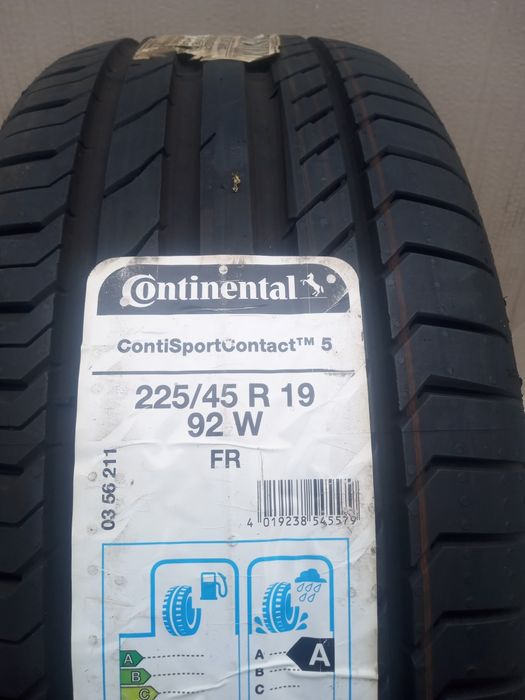 Continental
ContiSportContact™ 5
225/45 R 19
92 W
FR
03 56 211
4 019238 545579
A
B
C
A
B
C
A